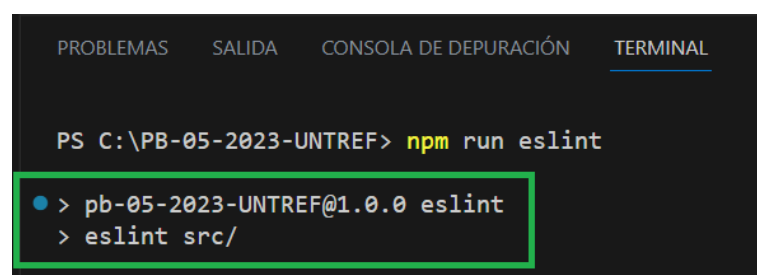 PROBLEMAS SALIDA CONSOLA DE DEPURACIÓN TERMINAL
PS C:\PB-05-2023-UNTREF> npm run eslint
> pb-05-2023-UNTREF@1.0.0 eslint
> eslint src/